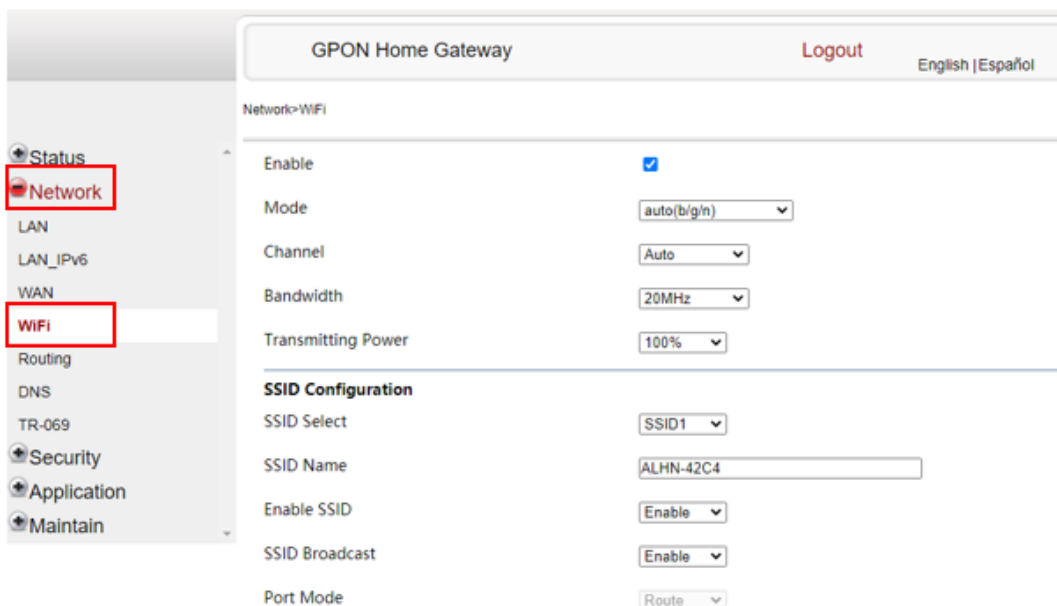 GPON Home Gateway
Logout
English |Español
Network>WiFi
Status
Network
LAN
LAN_IPv6
WAN
WiFi
Routing
DNS
TR-069
Security
Application
Maintain
Enable
Mode auto(b/g/n)
Channel Auto
Bandwidth 20MHz
Transmitting Power 100%
SSID Configuration
SSID Select SSID1
SSID Name ALHN-42C4
Enable SSID Enable
SSID Broadcast Enable
Port Mode Route